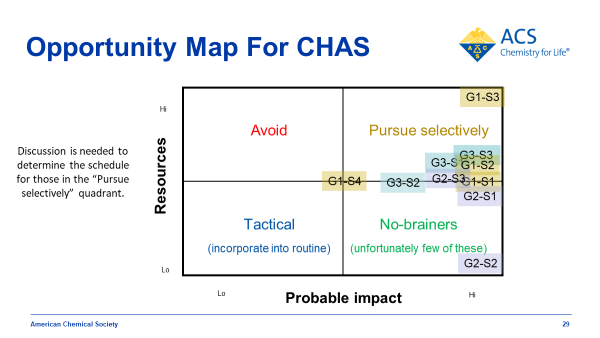 Opportunity Map For CHAS
ACS
Chemistry for Life®
A C S
Hi
G1-S3
Avoid
Pursue selectively
Discussion is needed to
determine the schedule
for those in the “Pursue
selectively” quadrant.
Resources
G3-S3
G3-S
G1-S2
G1-S4
G3-S2
G2-S3
G1-S1
G2-S1
Tactical
No-brainers
(incorporate into routine)
(unfortunately few of these)
G2-S2
Lo
Lo
Probable impact
Hi
American Chemical Society
29